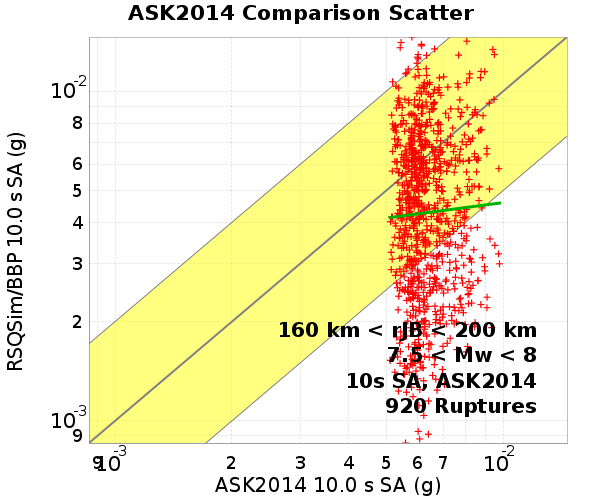 ASK2014 Comparison Scatter
RSQSim/BBP 10.0 s SA (g)
10-2
8
6
5
4
3
2
10-3
9
160 km < rJB < 200 km
7.5 < Mw < 8
10s SA, ASK2014
920 Ruptures
9 10-3 2 3 4 5 6 7 10-2
ASK2014 10.0 s SA (g)